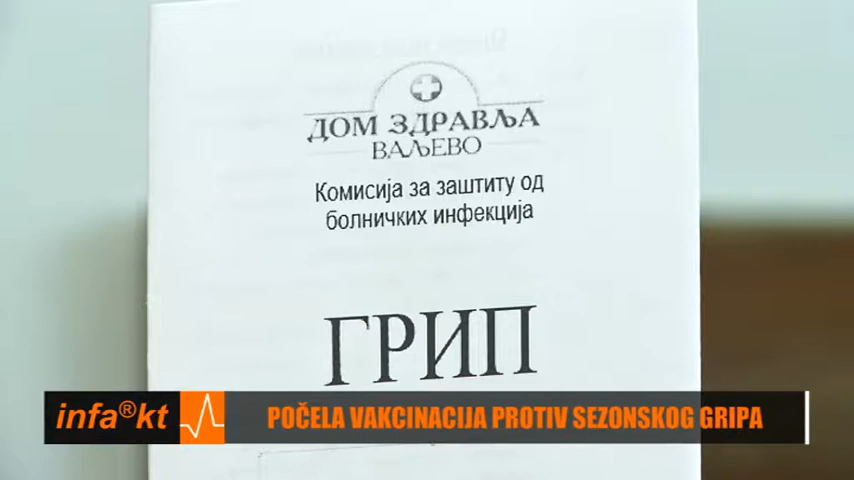 ДОМ ЗДРАВЉА
ВАЉЕВО
Комисија за заштиту од
болничких инфекција
ГРИП
infa®kt
POČELA VAKCINACIJA PROTIV SEZONSKOG GRIPA